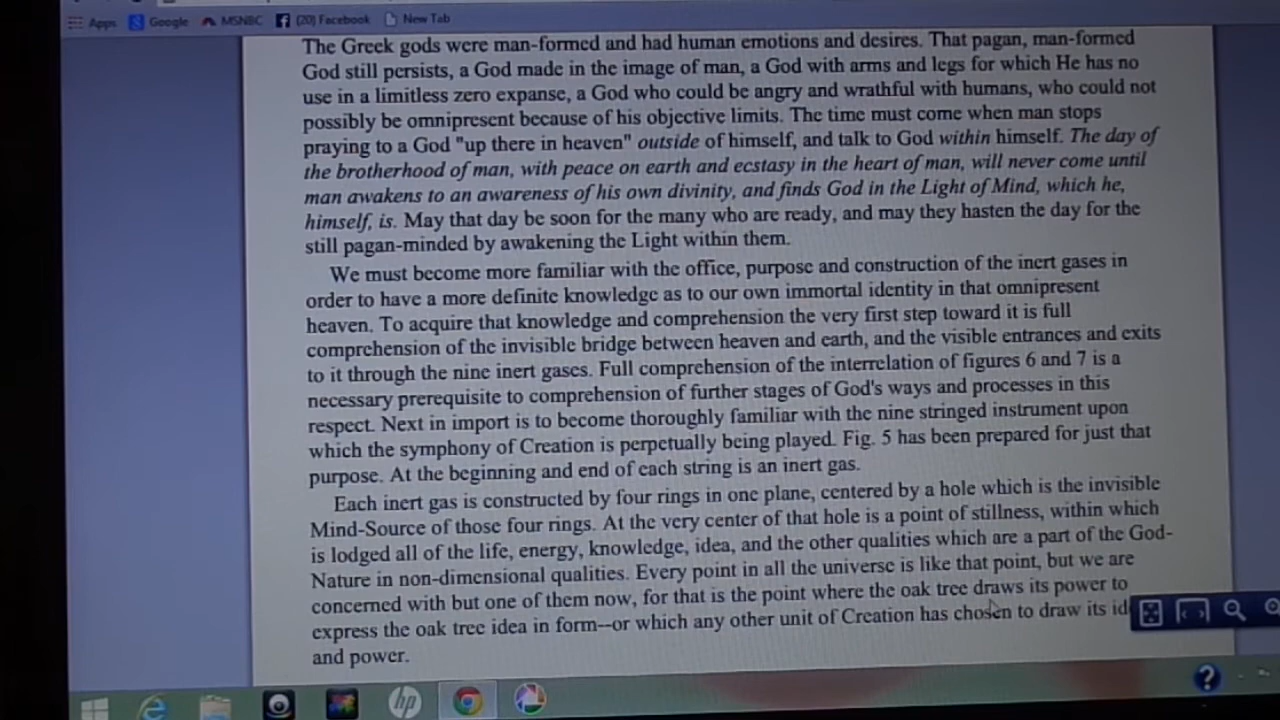 Apps Google MSNBC (20) Facebook New Tab
The Greek gods were man-formed and had human emotions and desires. That pagan, man-formed
God still persists, a God made in the image of man, a God with arms and legs for which He has no
use in a limitless zero expanse, a God who could be angry and wrathful with humans, who could not
possibly be omnipresent because of his objective limits. The time must come when man stops
praying to a God "up there in heaven" outside of himself, and talk to God within himself. The day of
the brotherhood of man, with peace on earth and ecstasy in the heart of man, will never come until
man awakens to an awareness of his own divinity, and finds God in the Light of Mind, which he,
himself, is. May that day be soon for the many who are ready, and may they hasten the day for the
still pagan-minded by awakening the Light within them.
We must become more familiar with the office, purpose and construction of the inert gases in
order to have a more definite knowledge as to our own immortal identity in that omnipresent
heaven. To acquire that knowledge and comprehension the very first step toward it is full
comprehension of the invisible bridge between heaven and earth, and the visible entrances and exits
to it through the nine inert gases. Full comprehension of the interrelation of figures 6 and 7 is a
necessary prerequisite to comprehension of further stages of God's ways and processes in this
respect. Next in import is to become thoroughly familiar with the nine stringed instrument upon
which the symphony of Creation is perpetually being played. Fig. 5 has been prepared for just that
purpose. At the beginning and end of each string is an inert gas.
Each inert gas is constructed by four rings in one plane, centered by a hole which is the invisible
Mind-Source of those four rings. At the very center of that hole is a point of stillness, within which
is lodged all of the life, energy, knowledge, idea, and the other qualities which are a part of the God-
Nature in non-dimensional qualities. Every point in all the universe is like that point, but we are
concerned with but one of them now, for that is the point where the oak tree draws its power to
express the oak tree idea in form--or which any other unit of Creation has chosen to draw its id
and power.
hp
?